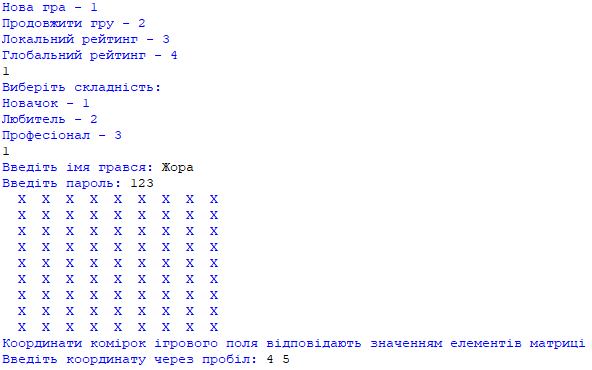 Нова гра - 1
Продовжити гру - 2
Локальний рейтинг - 3
Глобальний рейтинг - 4
1
Виберіть складність:
Новачок - 1
Любитель - 2
Професіонал - 3
1
Введіть імя грався: Жора
Введіть пароль: 123
X X X X X X X X X
X X X X X X X X X
X X X X X X X X X
X X X X X X X X X
X X X X X X X X X
X X X X X X X X X
X X X X X X X X X
X X X X X X X X X
X X X X X X X X X
Координати комірок ігрового поля відповідають значенням елементів матриці
Введіть координату через пробіл: 4 5